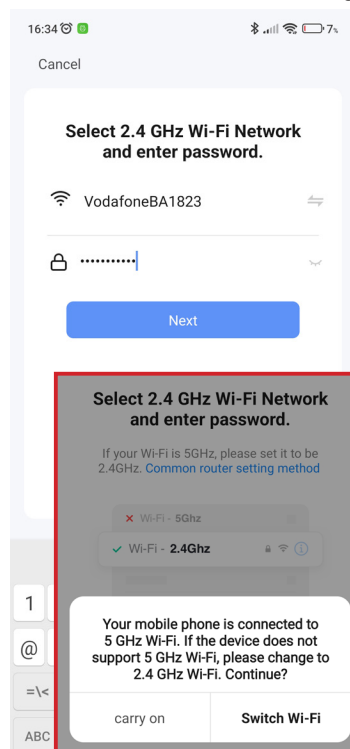 16:34
7%
Cancel
Select 2.4 GHz Wi-Fi Network
and enter password.
VodafoneBA1823
•••••••••••
Next
Select 2.4 GHz Wi-Fi Network
and enter password.
If your Wi-Fi is 5GHz, please set it to be
2.4GHz. Common router setting method
Wi-Fi - 5Ghz
Wi-Fi - 2.4Ghz
1
@
=\<
ABC
Your mobile phone is connected to
5 GHz Wi-Fi. If the device does not
support 5 GHz Wi-Fi, please change to
2.4 GHz Wi-Fi. Continue?
carry on
Switch Wi-Fi